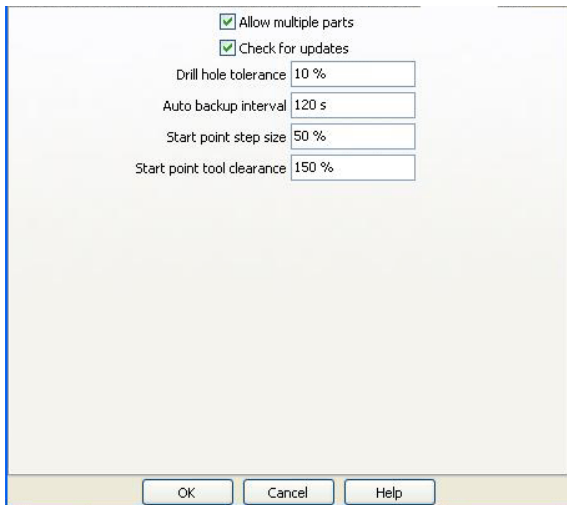 Allow multiple parts
Check for updates
Drill hole tolerance 10 %
Auto backup interval 120 s
Start point step size 50 %
Start point tool clearance 150 %
OK Cancel Help